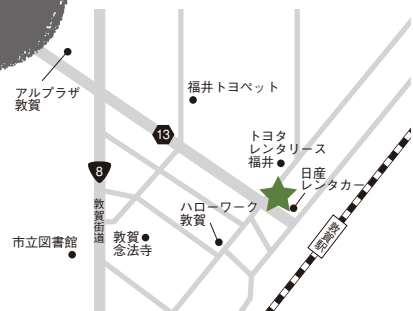 アルプラザ
敦賀
福井トヨペット
13
トヨタ
レンタリース
福井
8
日産
レンタカー
敦賀街道
ハローワーク
敦賀
敦賀
念法寺
市立図書館
敦賀駅